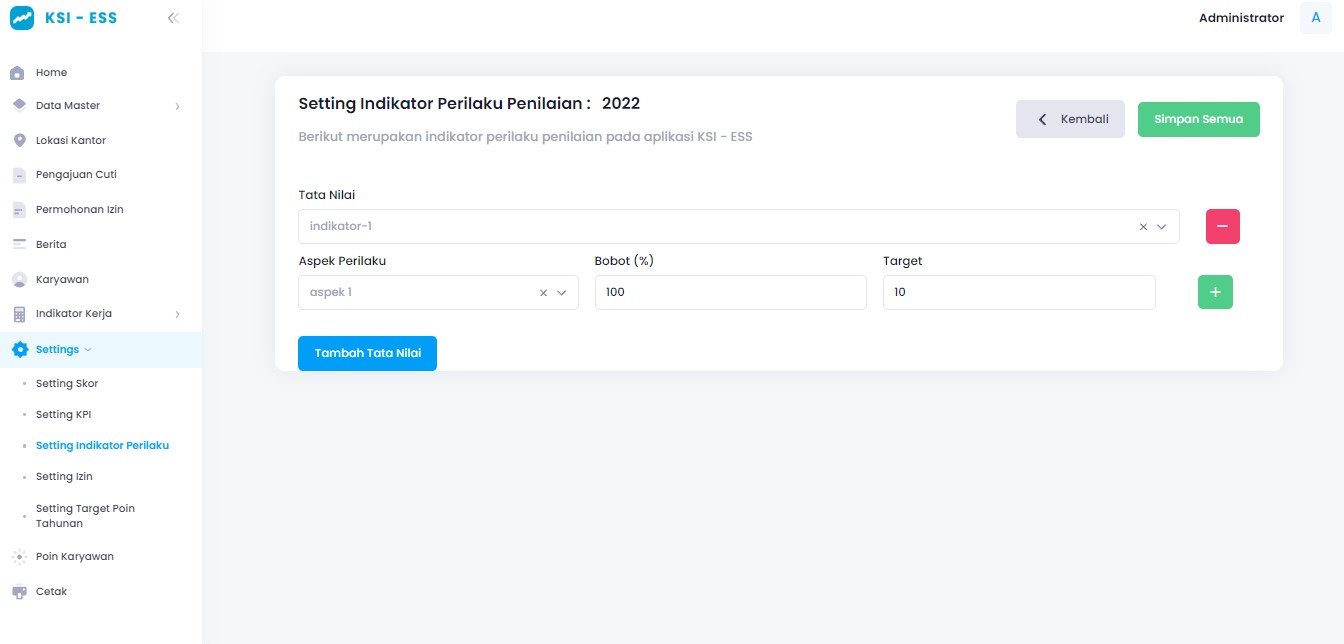 KSI - ESS
Administrator
A
Home
Data Master
Lokasi Kantor
Pengajuan Cuti
Permohonan Izin
Berita
Karyawan
Indikator Kerja
Settings
Setting Skor
Setting KPI
Setting Indikator Perilaku
Setting Izin
Setting Target Poin
Tahunan
Poin Karyawan
Cetak
Setting Indikator Perilaku Penilaian : 2022
Berikut merupakan indikator perilaku penilaian pada aplikasi KSI - ESS
Kembali
Simpan Semua
Tata Nilai
indikator-1
Aspek Perilaku
Bobot (%)
Target
aspek 1
100
10
Tambah Tata Nilai